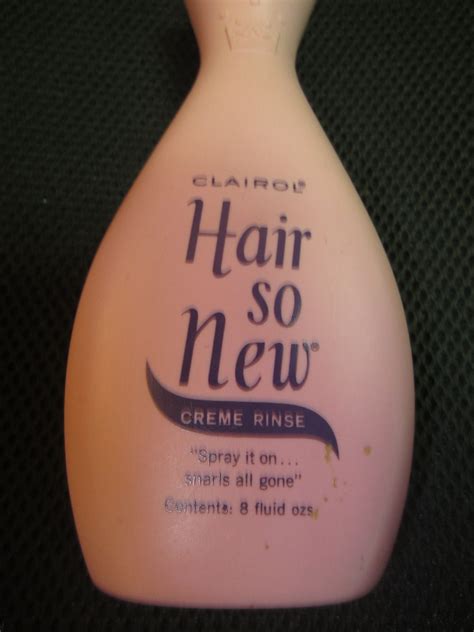 CLAIROL®
Hair
so
New®
CREME RINSE
"Spray it on...
snarls all gone"
Contents: 8 fluid ozs